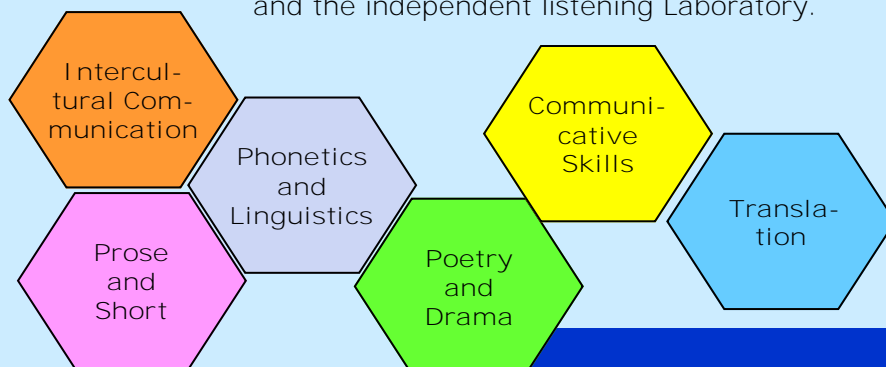 and the independent listening Laboratory.
Intercul-
tural Com-
munication
Phonetics
and
Linguistics
Communi-
cative
Skills
Transla-
tion
Prose
and
Short
Poetry
and
Drama